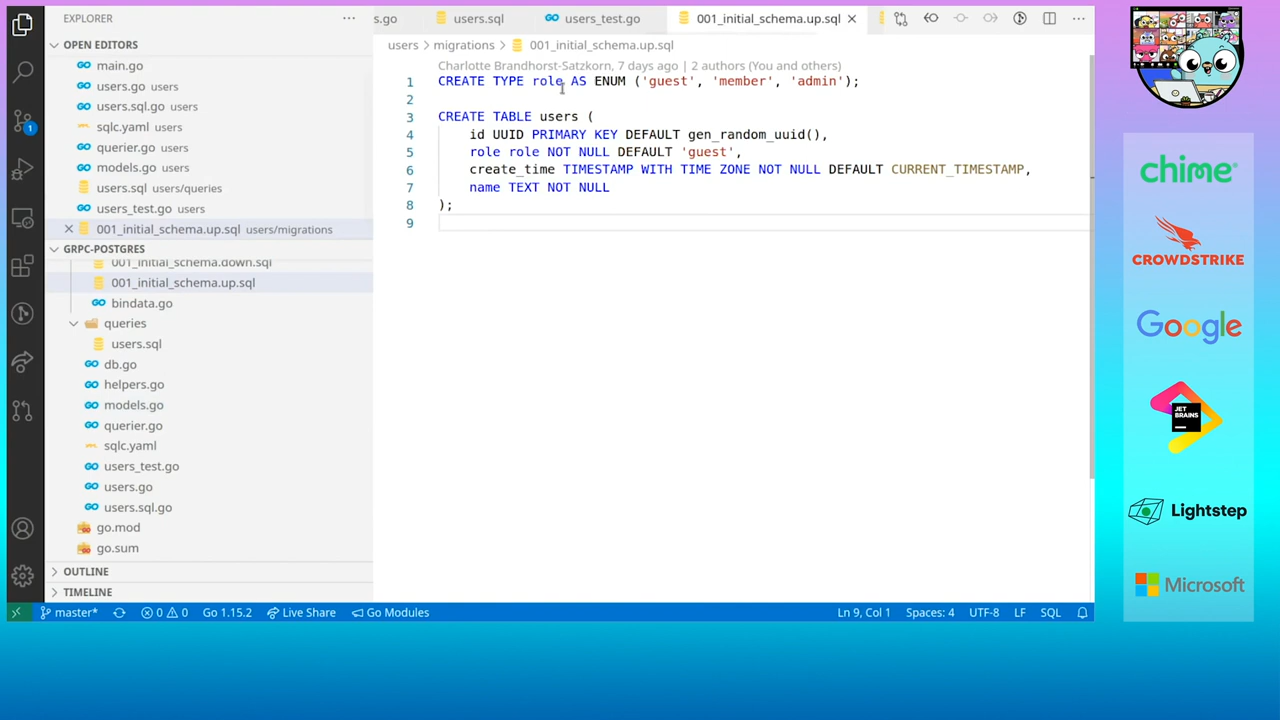 EXPLORER
OPEN EDITORS
main.go
users.go users
users.sql.go users
sqlc.yaml users
querier.go users
models.go users
users.sql users/queries
users_test.go users
001_initial_schema.up.sql users/migrations
GRPC-POSTGRES
001_initial_schema.down.sql
001_initial_schema.up.sql
bindata.go
queries
users.sql
db.go
helpers.go
models.go
querier.go
sqlc.yaml
users_test.go
users.go
users.sql.go
go.mod
go.sum
OUTLINE
TIMELINE
s.go users.sql users_test.go 001_initial_schema.up.sql
users > migrations > 001_initial_schema.up.sql
Charlotte Brandhorst-Satzkorn, 7 days ago | 2 authors (You and others)
1 CREATE TYPE role AS ENUM ('guest', 'member', 'admin');
2
3 CREATE TABLE users (
4 id UUID PRIMARY KEY DEFAULT gen_random_uuid(),
5 role role NOT NULL DEFAULT 'guest',
6 create_time TIMESTAMP WITH TIME ZONE NOT NULL DEFAULT CURRENT_TIMESTAMP,
7 name TEXT NOT NULL
8 );
9
1
master* 0 0 Go 1.15.2 Live Share Go Modules Ln 9, Col 1 Spaces: 4 UTF-8 LF SQL
chime
CROWDSTRIKE
Google
JET
BRAINS
Lightstep
Microsoft